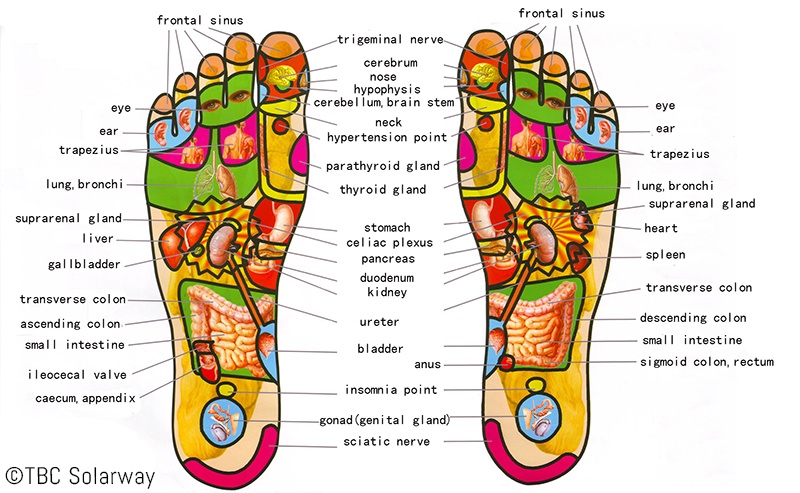 frontal sinus
frontal sinus
trigeminal nerve
cerebrum
nose
hypophysis
cerebellum, brain stem
neck
hypertension point
parathyroid gland
thyroid gland
stomach
celiac plexus
pancreas
duodenum
kidney
ureter
bladder
anus
insomnia point
gonad(genital gland)
sciatic nerve
eye
ear
trapezius
lung, bronchi
suprarenal gland
liver
gallbladder
transverse colon
ascending colon
small intestine
ileocecal valve
caecum, appendix
eye
ear
trapezius
lung, bronchi
suprarenal gland
heart
spleen
transverse colon
descending colon
small intestine
sigmoid colon, rectum
©TBC Solarway